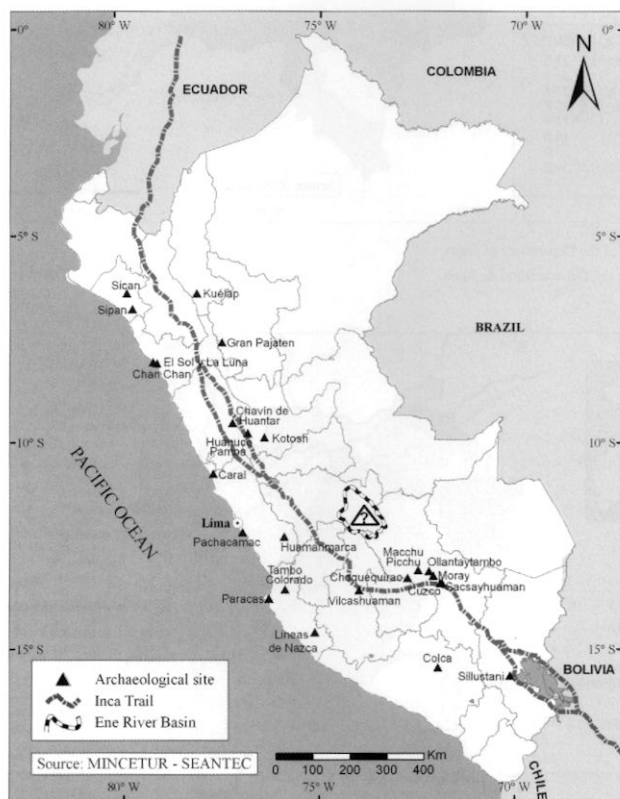 80° W
75° W
70° W
0°
0°
N
COLOMBIA
ECUADOR
5° S
5° S
Sican
Kuélap
Sipan
BRAZIL
Gran Pajaten
El Sol y La Luna
Chan Chan
Chavin de
Huantar
10° S
Huanuco
Pampa
Kotosh
10° S
Caral
PACIFIC OCEAN
?
Lima
Pachacamac
Huamanmarca
Macchu
Picchu
Ollantaytambo
Moray
Sacsayhuaman
Choquequirao
Cuzco
Tambo
Colorado
Paracas
Vilcashuaman
Lineas
de Nazca
15° S
15° S
Colca
Sillustani
BOLIVIA
Archaeological site
Inca Trail
Ene River Basin
Source: MINCETUR - SEANTEC
Km
0 100 200 300 400
CHILE
80° W
75° W
70° W